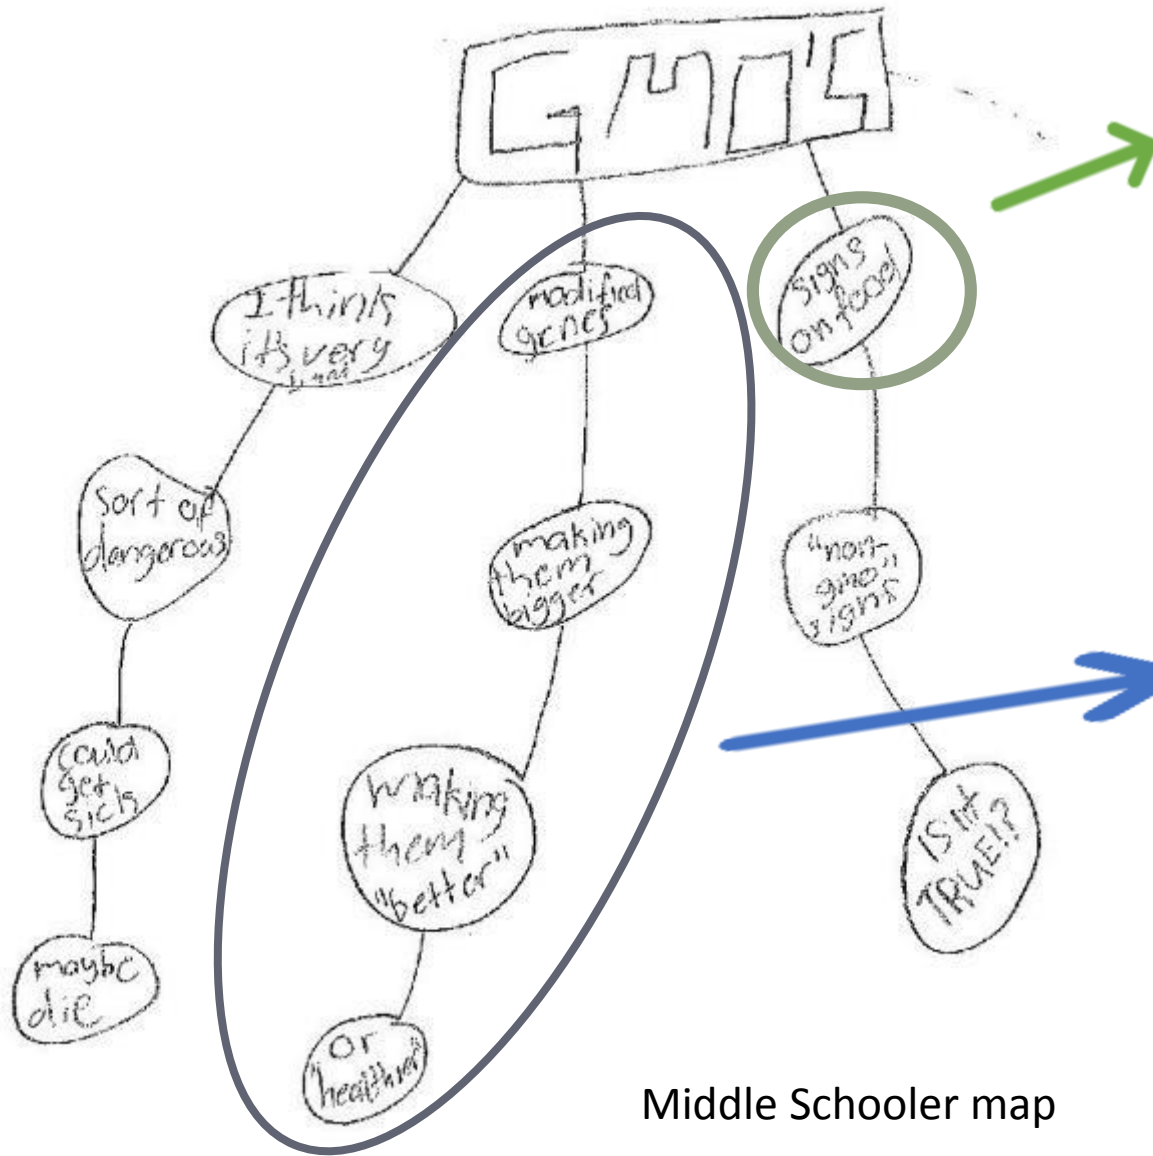 GMO'S
I think
it's very
sort of
dangerous
could
get
sick
maybe
die
modified
genes
making
them
bigger
making
them
"better"
or
"healthier"
signs
on food
"non-
gmo"
signs
IS it
TRUE!?
Middle Schooler map